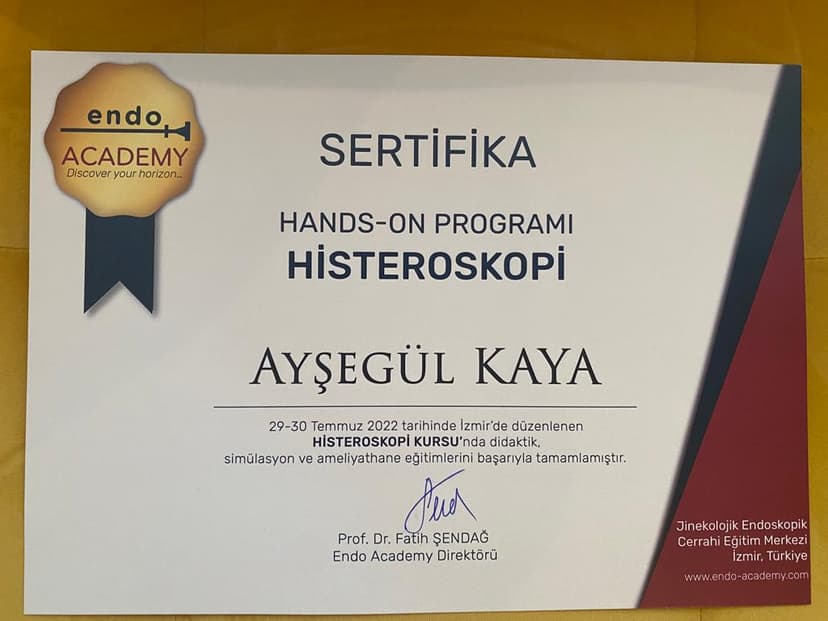 endo
ACADEMY
Discover your horizon...
SERTİFİKA
HANDS-ON PROGRAMI
HİSTEROSKOPİ
AYŞEGÜL KAYA
29-30 Temmuz 2022 tarihinde İzmir'de düzenlenen
HİSTEROSKOPİ KURSU'nda didaktik,
simülasyon ve ameliyathane eğitimlerini başarıyla tamamlamıştır.
Prof. Dr. Fatih ŞENDAĞ
Endo Academy Direktörü
Jinekolojik Endoskopik
Cerrahi Eğitim Merkezi
İzmir, Türkiye
www.endo-academy.com